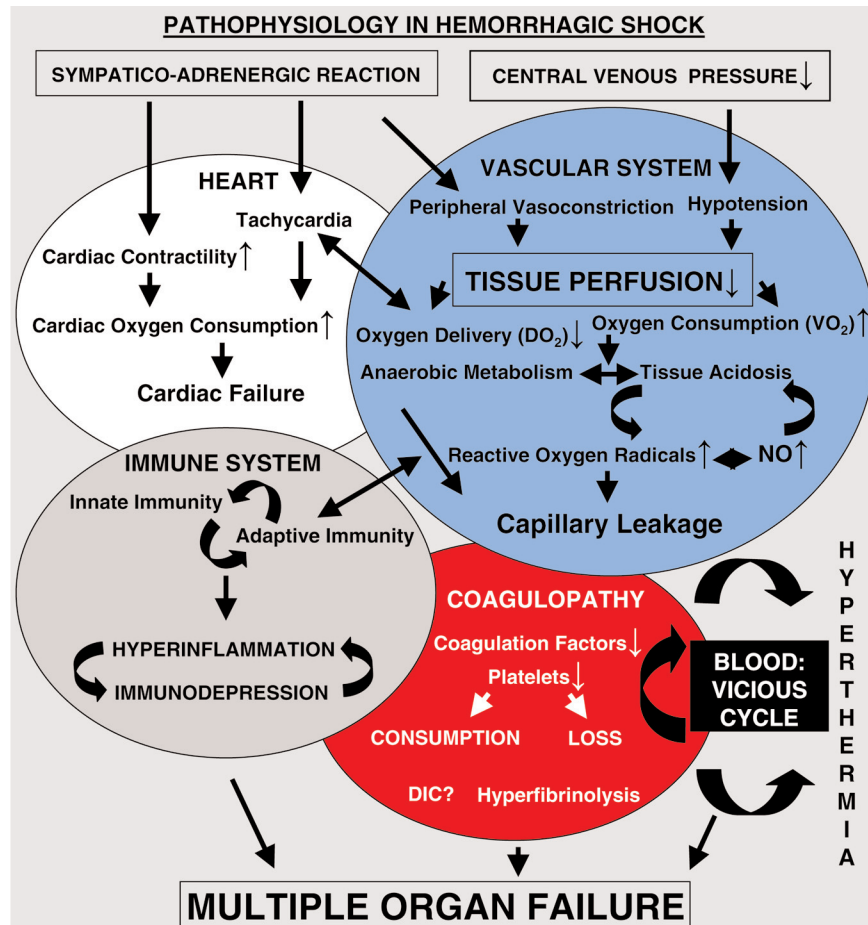 PATHOPHYSIOLOGY IN HEMORRHAGIC SHOCK
SYMPATICO-ADRENERGIC REACTION
CENTRAL VENOUS PRESSURE↓
HEART
Tachycardia
Cardiac Contractility↑
Cardiac Oxygen Consumption↑
Cardiac Failure
VASCULAR SYSTEM
Peripheral Vasoconstriction
Hypotension
TISSUE PERFUSION↓
Oxygen Delivery (DO₂)↓
Oxygen Consumption (VO₂)↑
Anaerobic Metabolism
Tissue Acidosis
Reactive Oxygen Radicals↑
NO↑
Capillary Leakage
IMMUNE SYSTEM
Innate Immunity
Adaptive Immunity
HYPERINFLAMMATION
IMMUNODEPRESSION
COAGULOPATHY
Coagulation Factors↓
Platelets↓
CONSUMPTION
LOSS
DIC?
Hyperfibrinolysis
BLOOD:
VICIOUS
CYCLE
HYPERTHERMIA
MULTIPLE ORGAN FAILURE